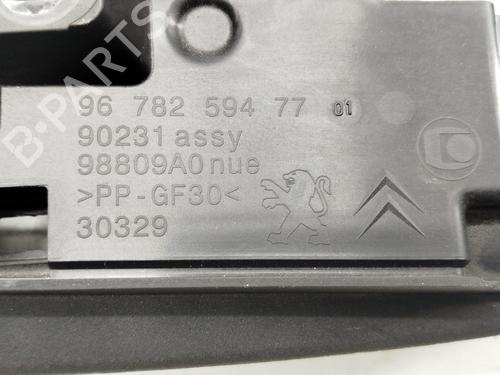 B-PARTS
96 782 594 77 01
90231 assy
98809A0 nue
>PP-GF30<
30329